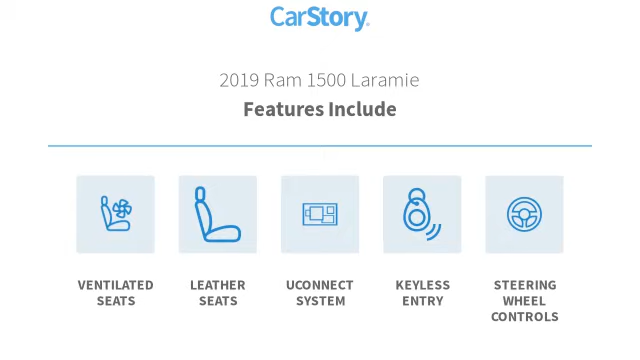 CarStory
2019 Ram 1500 Laramie
Features Include
VENTILATED
SEATS
LEATHER
SEATS
UCONNECT
SYSTEM
KEYLESS
ENTRY
STEERING
WHEEL
CONTROLS